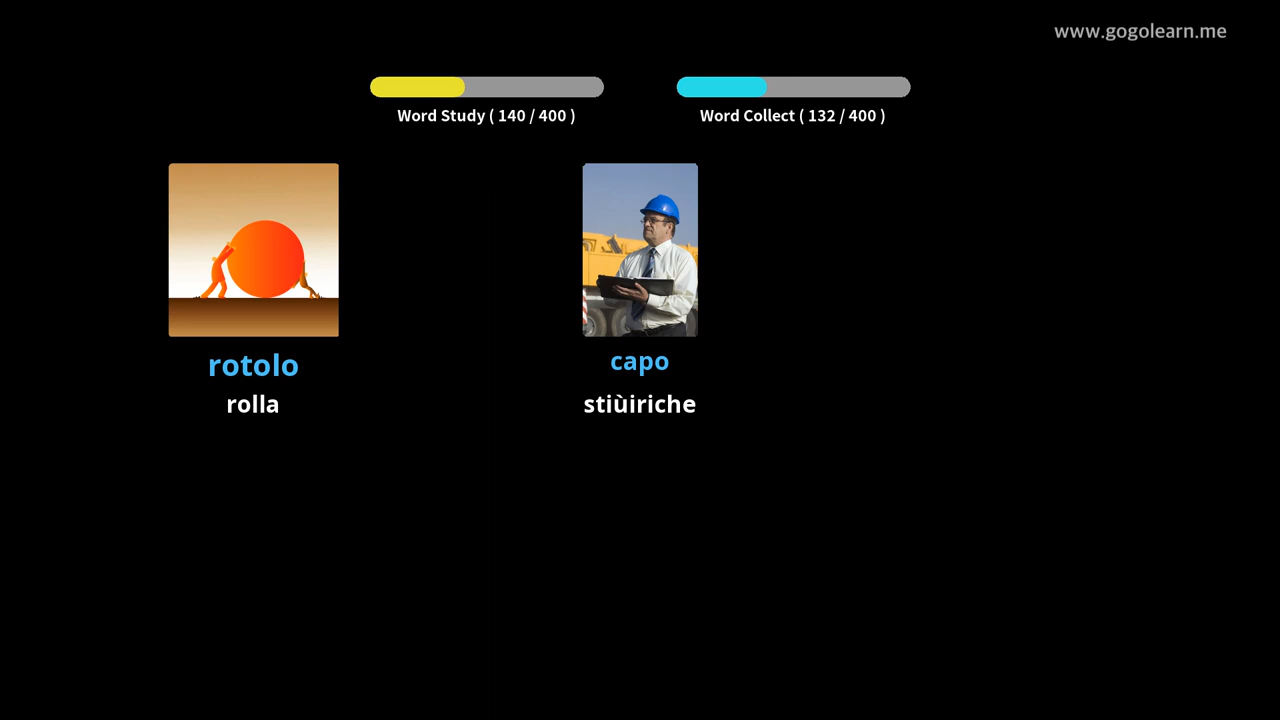 www.gogolearn.me
Word Study ( 140 / 400 )
Word Collect ( 132 / 400 )
rotolo
capo
rolla
stiùiriche